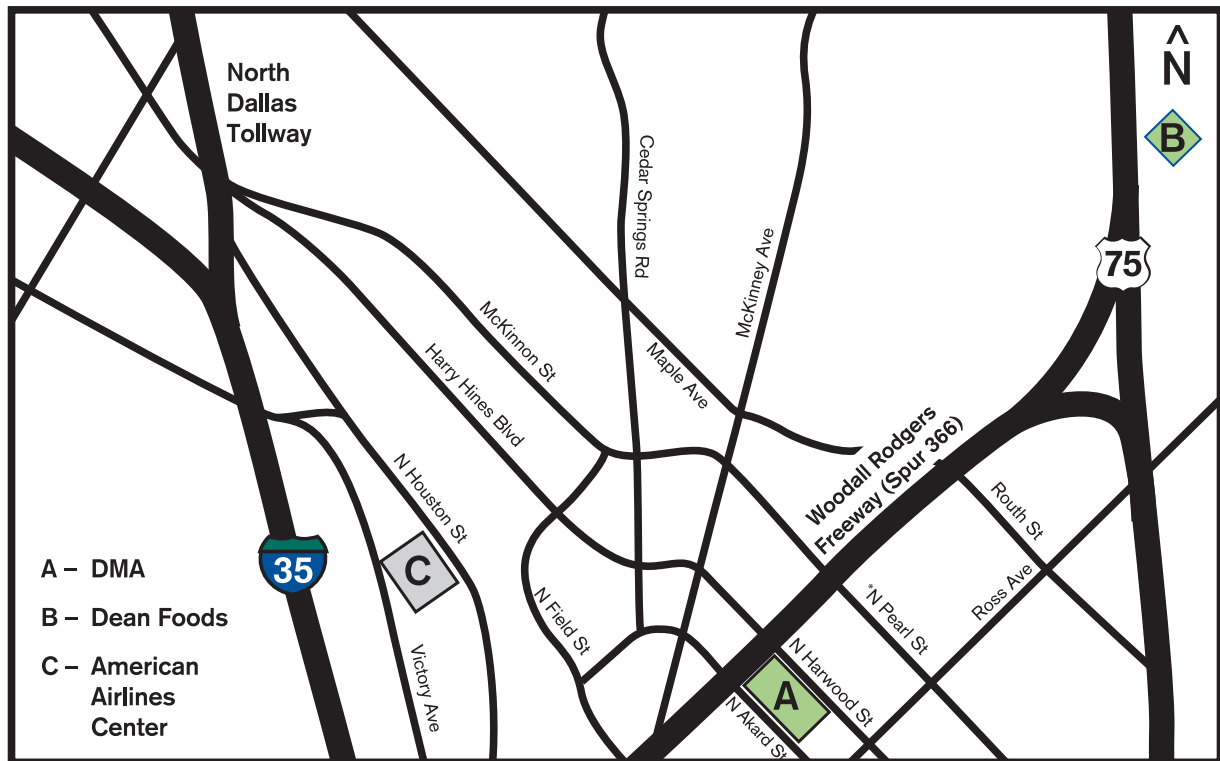 North
Dallas
Tollway
^
N
B
Cedar Springs Rd
McKinney Ave
75
McKinnon St
Maple Ave
Harry Hines Blvd
Woodall Rodgers
Freeway (Spur 366)
N Houston St
Routh St
35
C
A – DMA
*N Pearl St
Ross Ave
N Field St
B – Dean Foods
N Harwood St
Victory Ave
C – American
Airlines
Center
A
N Akard St